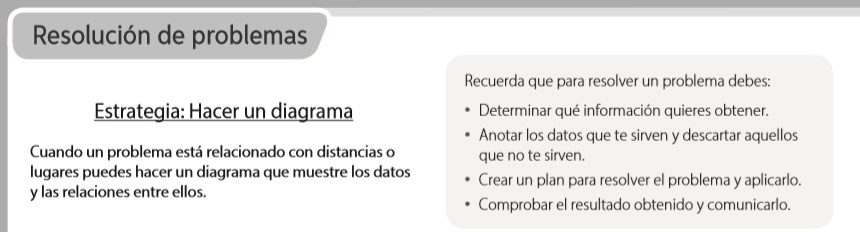 Resolución de problemas
Estrategia: Hacer un diagrama
Cuando un problema está relacionado con distancias o
lugares puedes hacer un diagrama que muestre los datos
y las relaciones entre ellos.
Recuerda que para resolver un problema debes:
• Determinar qué información quieres obtener.
• Anotar los datos que te sirven y descartar aquellos
que no te sirven.
• Crear un plan para resolver el problema y aplicarlo.
• Comprobar el resultado obtenido y comunicarlo.